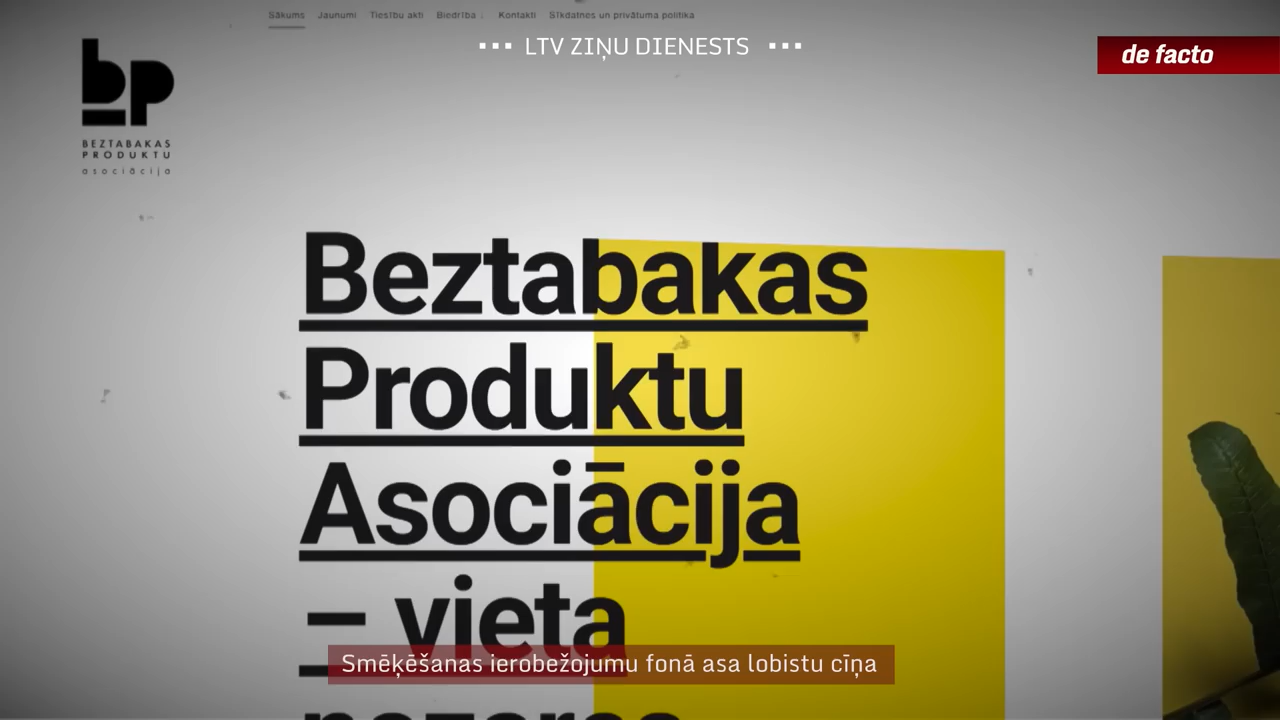 Sākums Jaunumi Tiesību akti Biedrība ↓ Kontakti Sīkdatnes un privātuma politika
LTV ZIŅU DIENESTS
de facto
bp
BEZTABAKAS
PRODUKTU
asociācija
Beztabakas
Produktu
Asociācija
– vieta
Smēķēšanas ierobežojumu fonā asa lobistu cīņa